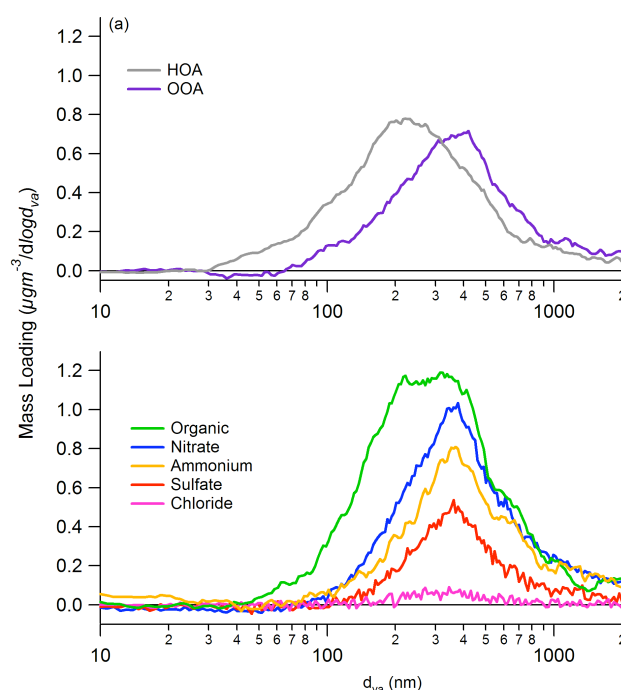 (a)
1.2
1.0
0.8
0.6
0.4
0.2
0.0
HOA
OOA
10 2 3 4 5 6 7 8 100 2 3 4 5 6 7 8 1000 2
Mass Loading (µgm⁻³/dlogd_va)
1.2
1.0
0.8
0.6
0.4
0.2
0.0
Organic
Nitrate
Ammonium
Sulfate
Chloride
10 2 3 4 5 6 7 8 100 2 3 4 5 6 7 8 1000 2
d_va (nm)